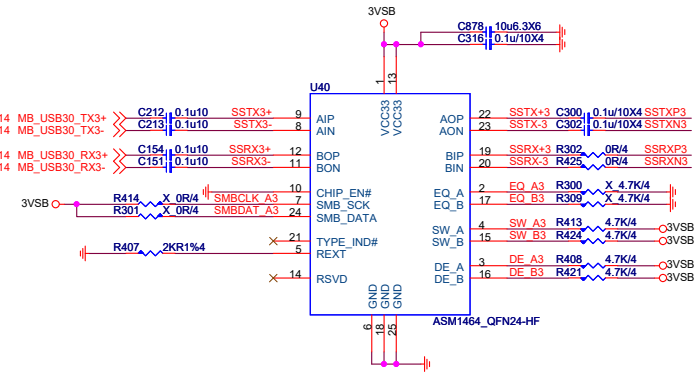 3VSB
C878 10u6.3X6
C316 0.1u/10X4
U40
1 13
VCC33 VCC33
14 MB_USB30_TX3+ C212 0.1u10 SSTX3+ 9 AIP AOP 22 SSTX+3 C300 0.1u/10X4 SSTXP3
14 MB_USB30_TX3- C213 0.1u10 SSTX3- 8 AIN AON 23 SSTX-3 C302 0.1u/10X4 SSTXN3
14 MB_USB30_RX3+ C154 0.1u10 SSRX3+ 12 BOP BIP 19 SSRX+3 R302 0R/4 SSRXP3
14 MB_USB30_RX3- C151 0.1u10 SSRX3- 11 BON BIN 20 SSRX-3 R425 0R/4 SSRXN3
10 CHIP_EN# EQ_A 2 EQ_A3 R300 X_4.7K/4
3VSB R414 X_0R/4 SMBCLK_A3 7 SMB_SCK EQ_B 17 EQ_B3 R309 X_4.7K/4
R301 X_0R/4 SMBDAT_A3 24 SMB_DATA
SW_A 4 SW_A3 R413 4.7K/4 3VSB
21 TYPE_IND# SW_B 15 SW_B3 R424 4.7K/4 3VSB
R407 2KR1%4 5 REXT
DE_A 3 DE_A3 R408 4.7K/4 3VSB
14 RSVD DE_B 16 DE_B3 R421 4.7K/4 3VSB
GND GND GND
6 18 25
ASM1464_QFN24-HF